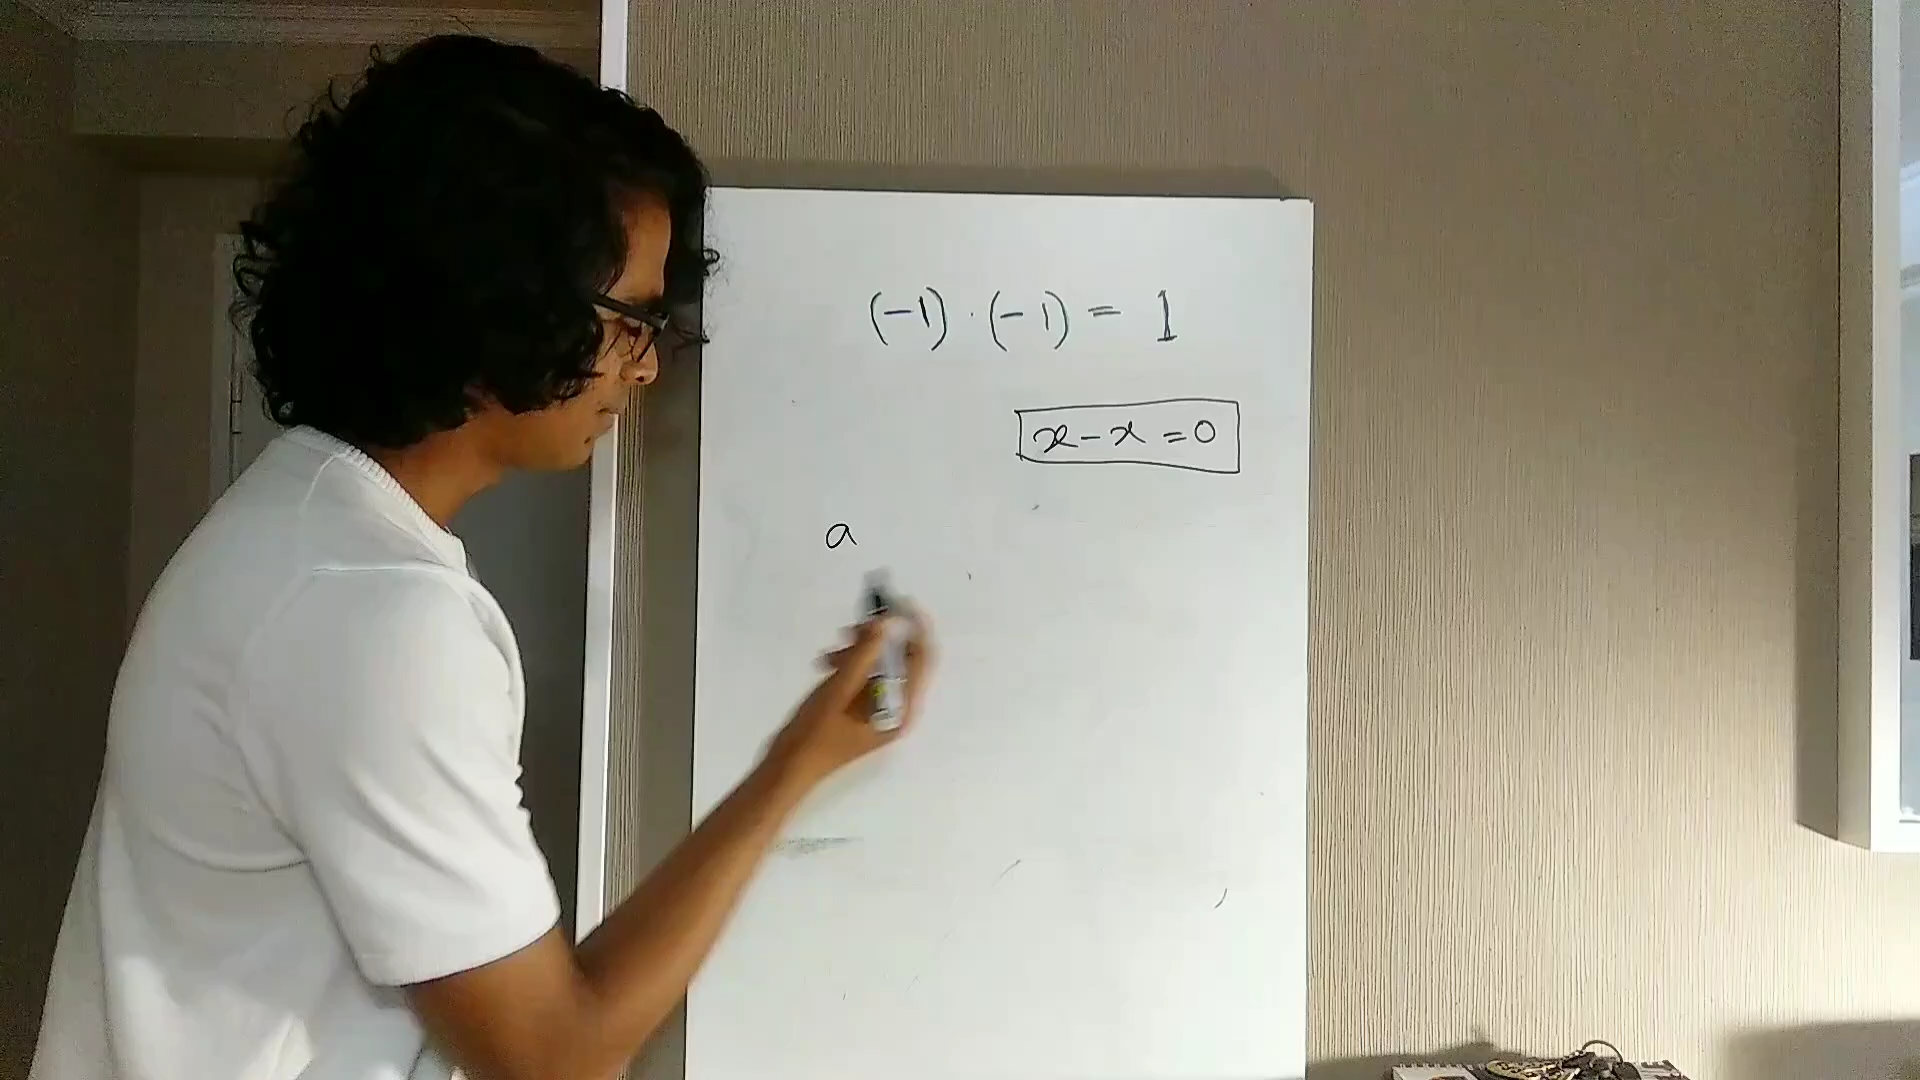 (-1) · (-1) = 1
x - x = 0
a